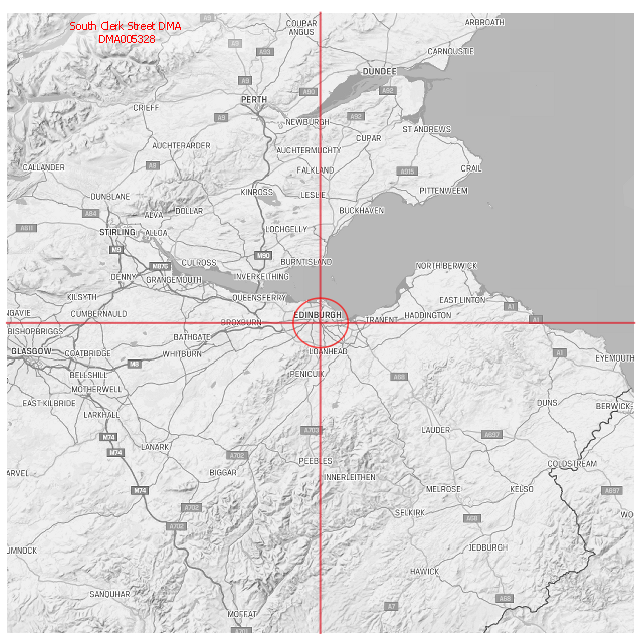 South Clerk Street DMA
DMA005328
A9
COUPAR
ANGUS
ARBROATH
A9
A93
CARNOUSTIE
DUNDEE
A9
A90
A92
PERTH
CRIEFF
A9
NEWBURGH
A92
ST ANDREWS
CUPAR
AUCHTERARDER
AUCHTERMUCHTY
A9
CALLANDER
FALKLAND
A915
CRAIL
KINROSS
LESLIE
PITTENWEEM
DUNBLANE
A84
ALVA
DOLLAR
BUCKHAVEN
A811
STIRLING
ALLOA
LOCHGELLY
M9
M90
CULROSS
BURNTISLAND
M876
NORTH BERWICK
DENNY
GRANGEMOUTH
INVERKEITHING
KILSYTH
QUEENSFERRY
EAST LINTON
A1
NGAVIE
CUMBERNAULD
EDINBURGH
TRANENT
HADDINGTON
A1
BISHOPBRIGGS
BATHGATE
BROXBURN
GLASGOW
COATBRIDGE
WHITBURN
LOANHEAD
A1
EYEMOUTH
M8
BELLSHILL
PENICUIK
A68
MOTHERWELL
EAST KILBRIDE
LARKHALL
DUNS
BERWICK-
A703
LAUDER
A697
M74
M74
LANARK
A702
PEEBLES
COLDSTREAM
ARVEL
BIGGAR
INNERLEITHEN
M74
MELROSE
KELSO
A697
A702
SELKIRK
A68
WO
A702
UMNOCK
JEDBURGH
HAWICK
SANQUHAR
A68
MOFFAT
A7
A701